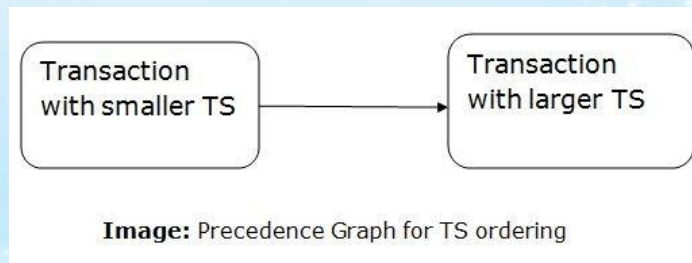 Transaction
with smaller TS
Transaction
with larger TS
Image: Precedence Graph for TS ordering